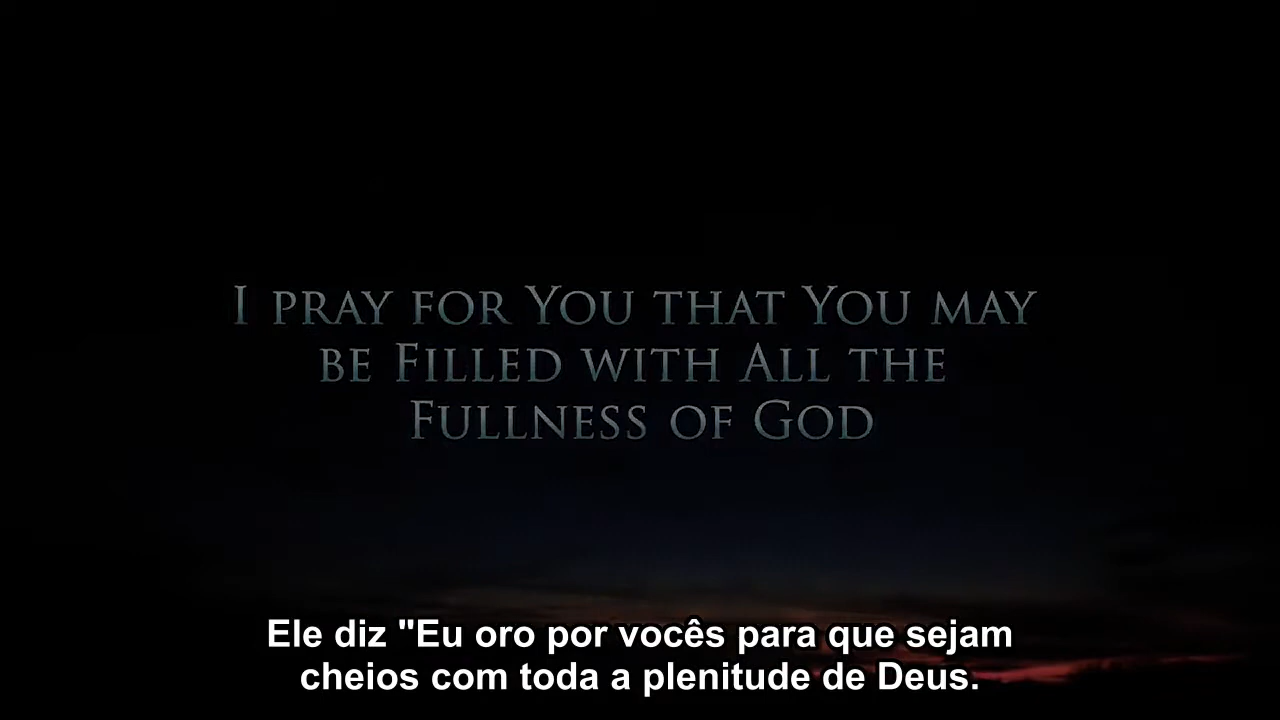 I pray for You that You may
be Filled with All the
Fullness of God
Ele diz "Eu oro por vocês para que sejam
cheios com toda a plenitude de Deus.